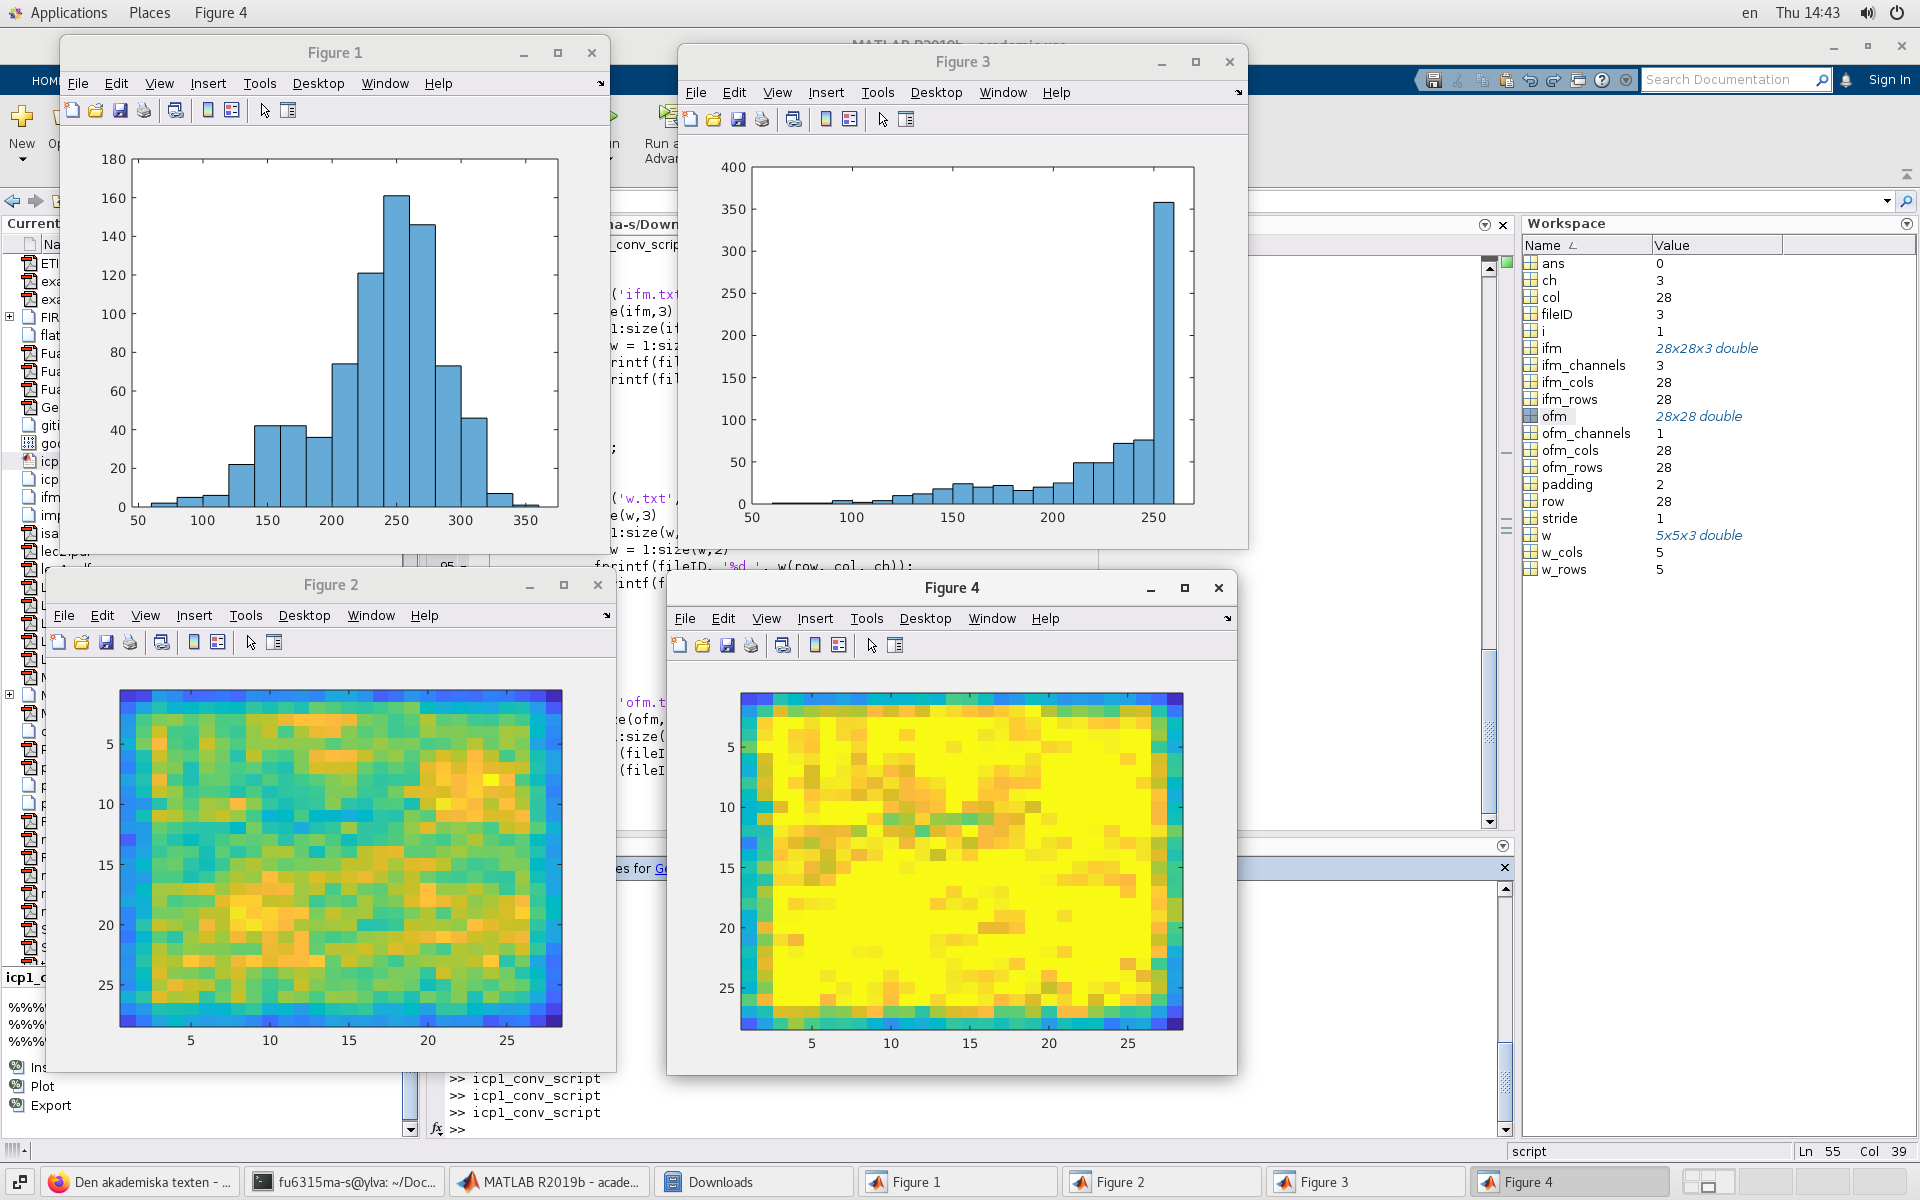 Applications Places Figure 4 en Thu 14:43
Figure 1
File Edit View Insert Tools Desktop Window Help
180
160
140
120
100
80
60
40
20
0
50 100 150 200 250 300 350
Figure 3
File Edit View Insert Tools Desktop Window Help
400
350
300
250
200
150
100
50
0
50 100 150 200 250
Search Documentation Sign In
New
Run a
Advan
Current
Na
ETI
exa
exa
FIR
flat
Fua
Fua
Fua
Ge
giti
goo
icp
icp
ifm
imp
isa
na-s/Down
_conv_scrip
('ifm.txt
e(ifm,3)
1:size(if
w = 1:siz
rintf(fil
rintf(fil
;
('w.txt',
e(w,3)
1:size(w,
w = 1:size(w,2)
fprintf(fileID, '%d ', w(row, col, ch));
'ofm.t
ze(ofm,
:size(
(fileI
(fileI
Figure 2
File Edit View Insert Tools Desktop Window Help
5
10
15
20
25
5 10 15 20 25
Figure 4
File Edit View Insert Tools Desktop Window Help
5
10
15
20
25
5 10 15 20 25
es for Ge
icp1_c
%%%%
%%%%
%%%%
Ins
Plot
Export
>> icp1_conv_script
>> icp1_conv_script
>> icp1_conv_script
fx >>
Workspace
Name Value
ans 0
ch 3
col 28
fileID 3
i 1
ifm 28x28x3 double
ifm_channels 3
ifm_cols 28
ifm_rows 28
ofm 28x28 double
ofm_channels 1
ofm_cols 28
ofm_rows 28
padding 2
row 28
stride 1
w 5x5x3 double
w_cols 5
w_rows 5
script Ln 55 Col 39
Den akademiska texten - ... fu6315ma-s@ylva: ~/Doc... MATLAB R2019b - acade... Downloads Figure 1 Figure 2 Figure 3 Figure 4